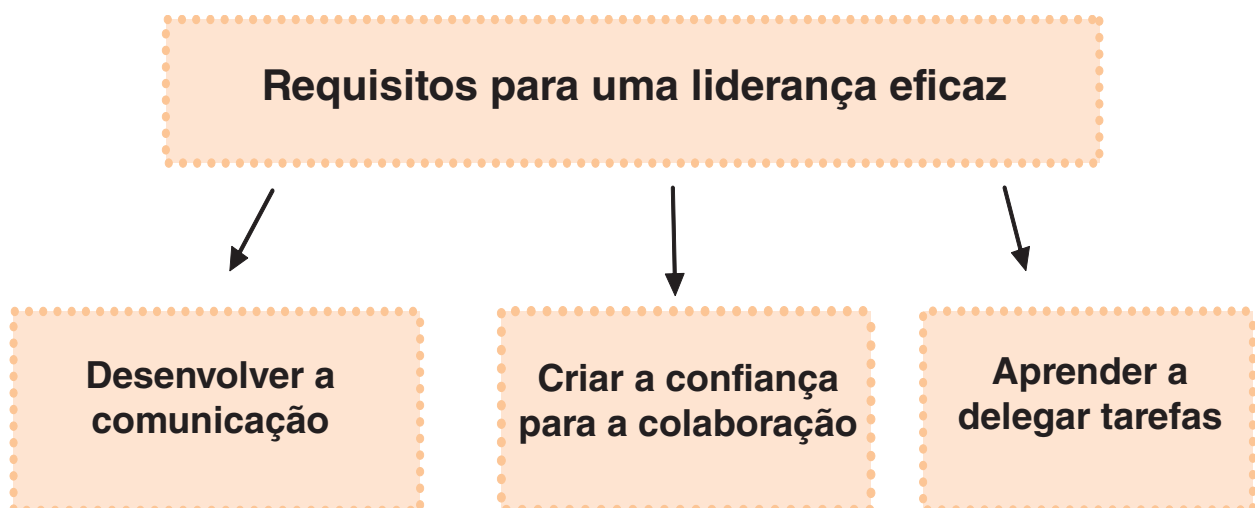 Requisitos para uma liderança eficaz
Desenvolver a
comunicação
Criar a confiança
para a colaboração
Aprender a
delegar tarefas